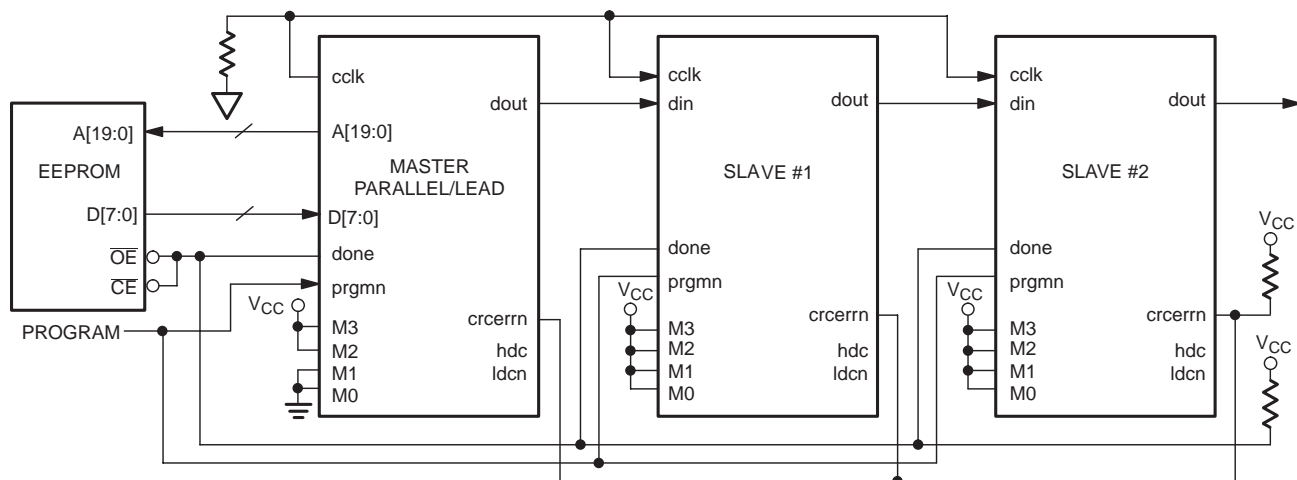 EEPROM
A[19:0]
D[7:0]
OE
CE
PROGRAM
cclk
dout
A[19:0]
MASTER
PARALLEL/LEAD
D[7:0]
done
prgmn
VCC
M3
M2
M1
M0
crcerrn
hdc
ldcn
cclk
din
dout
SLAVE #1
done
prgmn
VCC
M3
M2
M1
M0
crcerrn
hdc
ldcn
cclk
din
dout
SLAVE #2
done
prgmn
VCC
M3
M2
M1
M0
crcerrn
hdc
ldcn
VCC
VCC